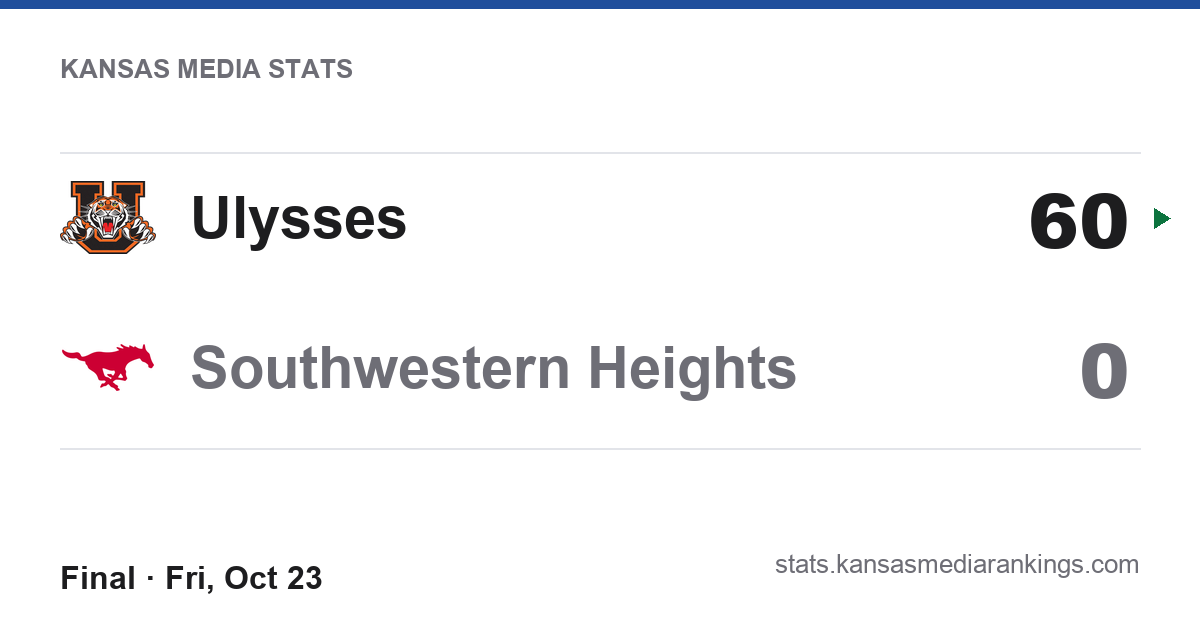 KANSAS MEDIA STATS
U
Ulysses 60
Southwestern Heights 0
Final · Fri, Oct 23
stats.kansasmediarankings.com